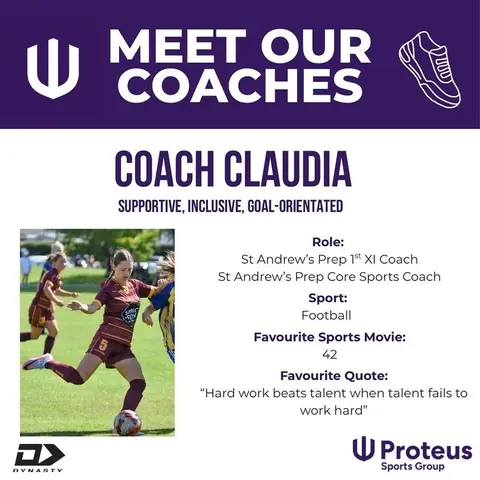 MEET OUR
COACHES
COACH CLAUDIA
SUPPORTIVE, INCLUSIVE, GOAL-ORIENTATED
Role:
St Andrew's Prep 1st XI Coach
St Andrew's Prep Core Sports Coach
Sport:
Football
Favourite Sports Movie:
42
Favourite Quote:
“Hard work beats talent when talent fails to
work hard”
5
DYNASTY
Proteus
Sports Group